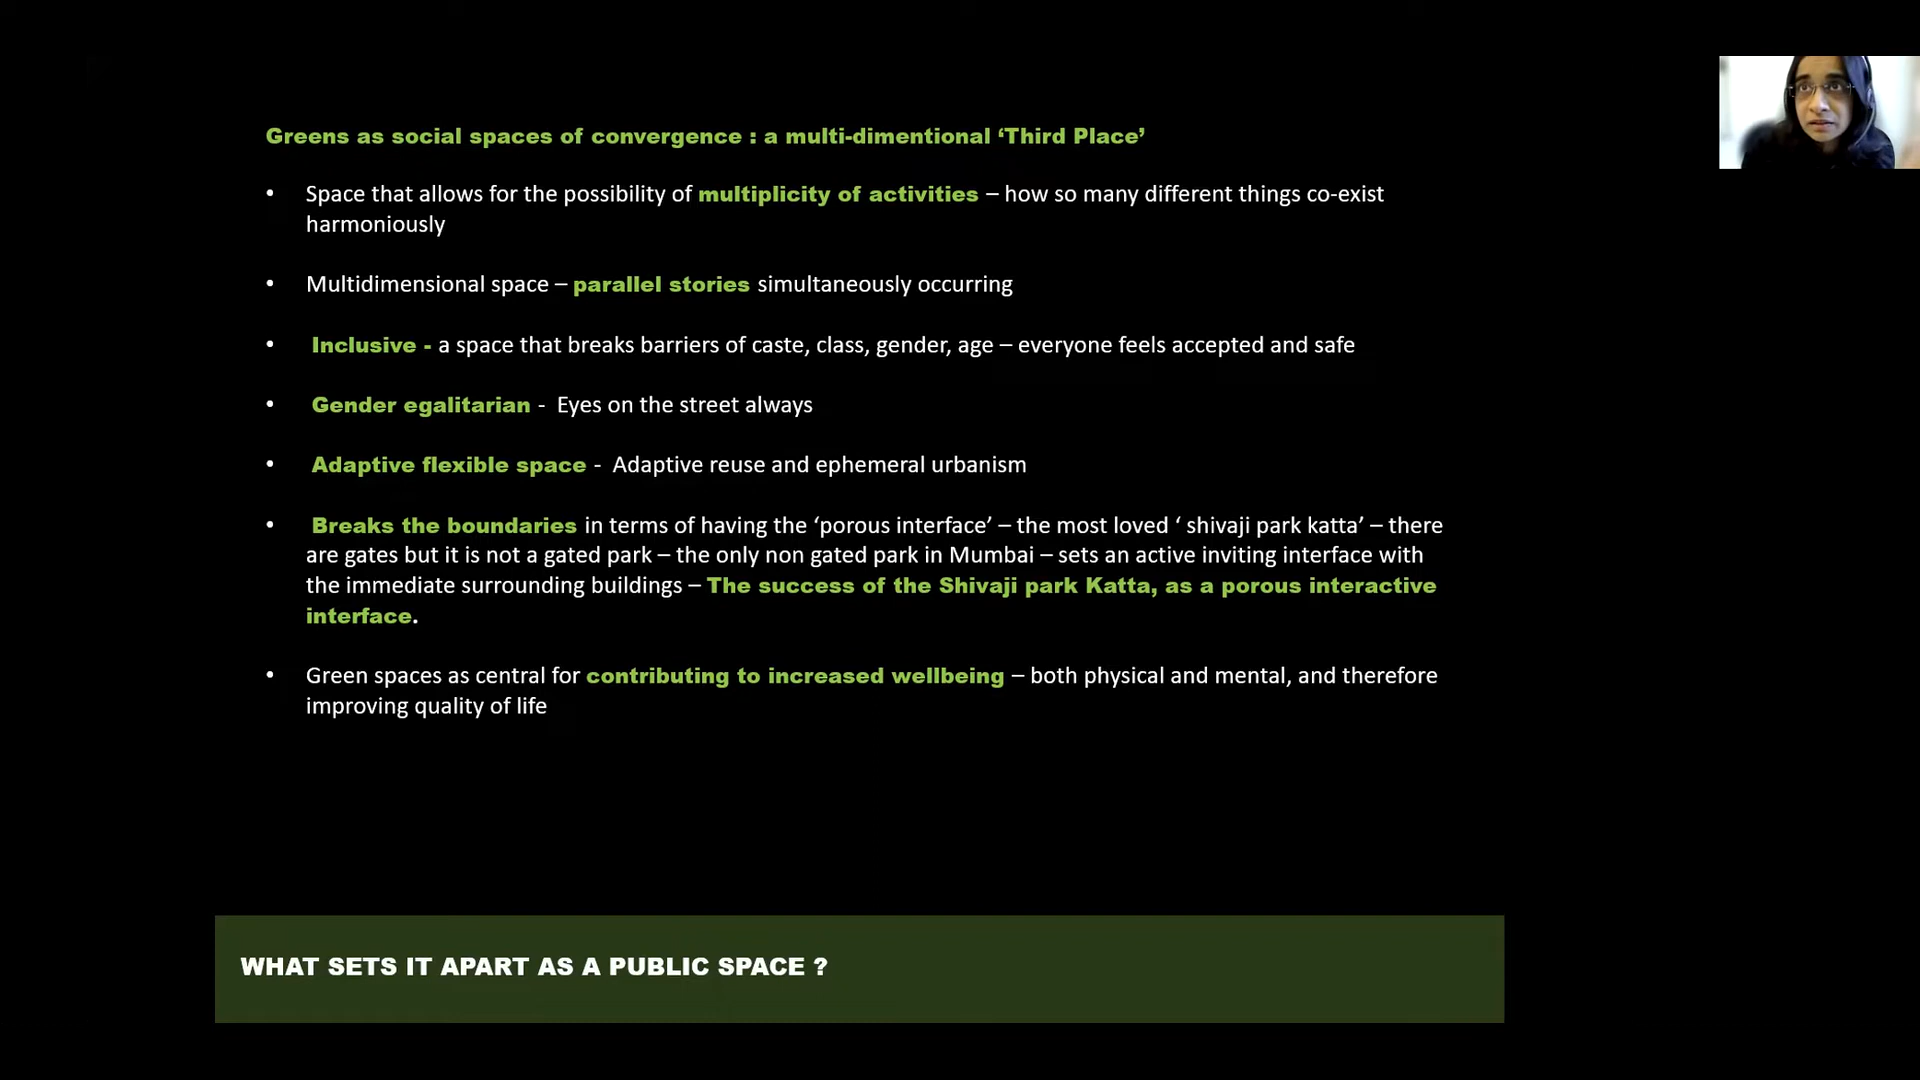 Greens as social spaces of convergence : a multi-dimentional ‘Third Place’
• Space that allows for the possibility of multiplicity of activities – how so many different things co-exist
harmoniously
• Multidimensional space – parallel stories simultaneously occurring
• Inclusive - a space that breaks barriers of caste, class, gender, age – everyone feels accepted and safe
• Gender egalitarian - Eyes on the street always
• Adaptive flexible space - Adaptive reuse and ephemeral urbanism
• Breaks the boundaries in terms of having the ‘porous interface’ – the most loved ‘ shivaji park katta’ – there
are gates but it is not a gated park – the only non gated park in Mumbai – sets an active inviting interface with
the immediate surrounding buildings – The success of the Shivaji park Katta, as a porous interactive
interface.
• Green spaces as central for contributing to increased wellbeing – both physical and mental, and therefore
improving quality of life
WHAT SETS IT APART AS A PUBLIC SPACE ?